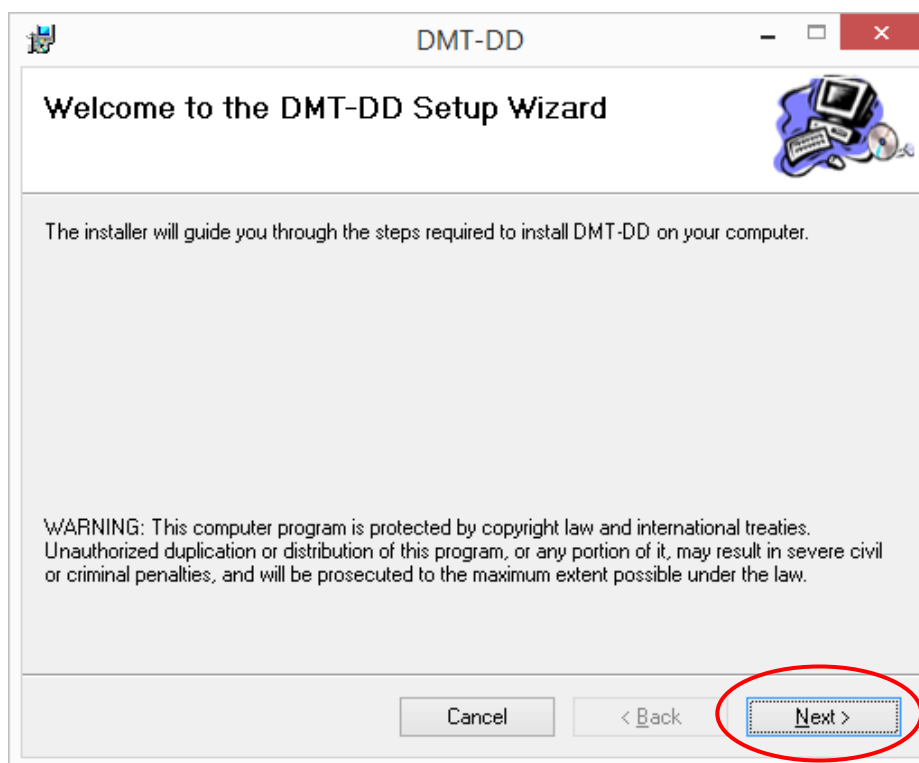 DMT-DD
Welcome to the DMT-DD Setup Wizard
The installer will guide you through the steps required to install DMT-DD on your computer.
WARNING: This computer program is protected by copyright law and international treaties.
Unauthorized duplication or distribution of this program, or any portion of it, may result in severe civil
or criminal penalties, and will be prosecuted to the maximum extent possible under the law.
Cancel < Back Next >